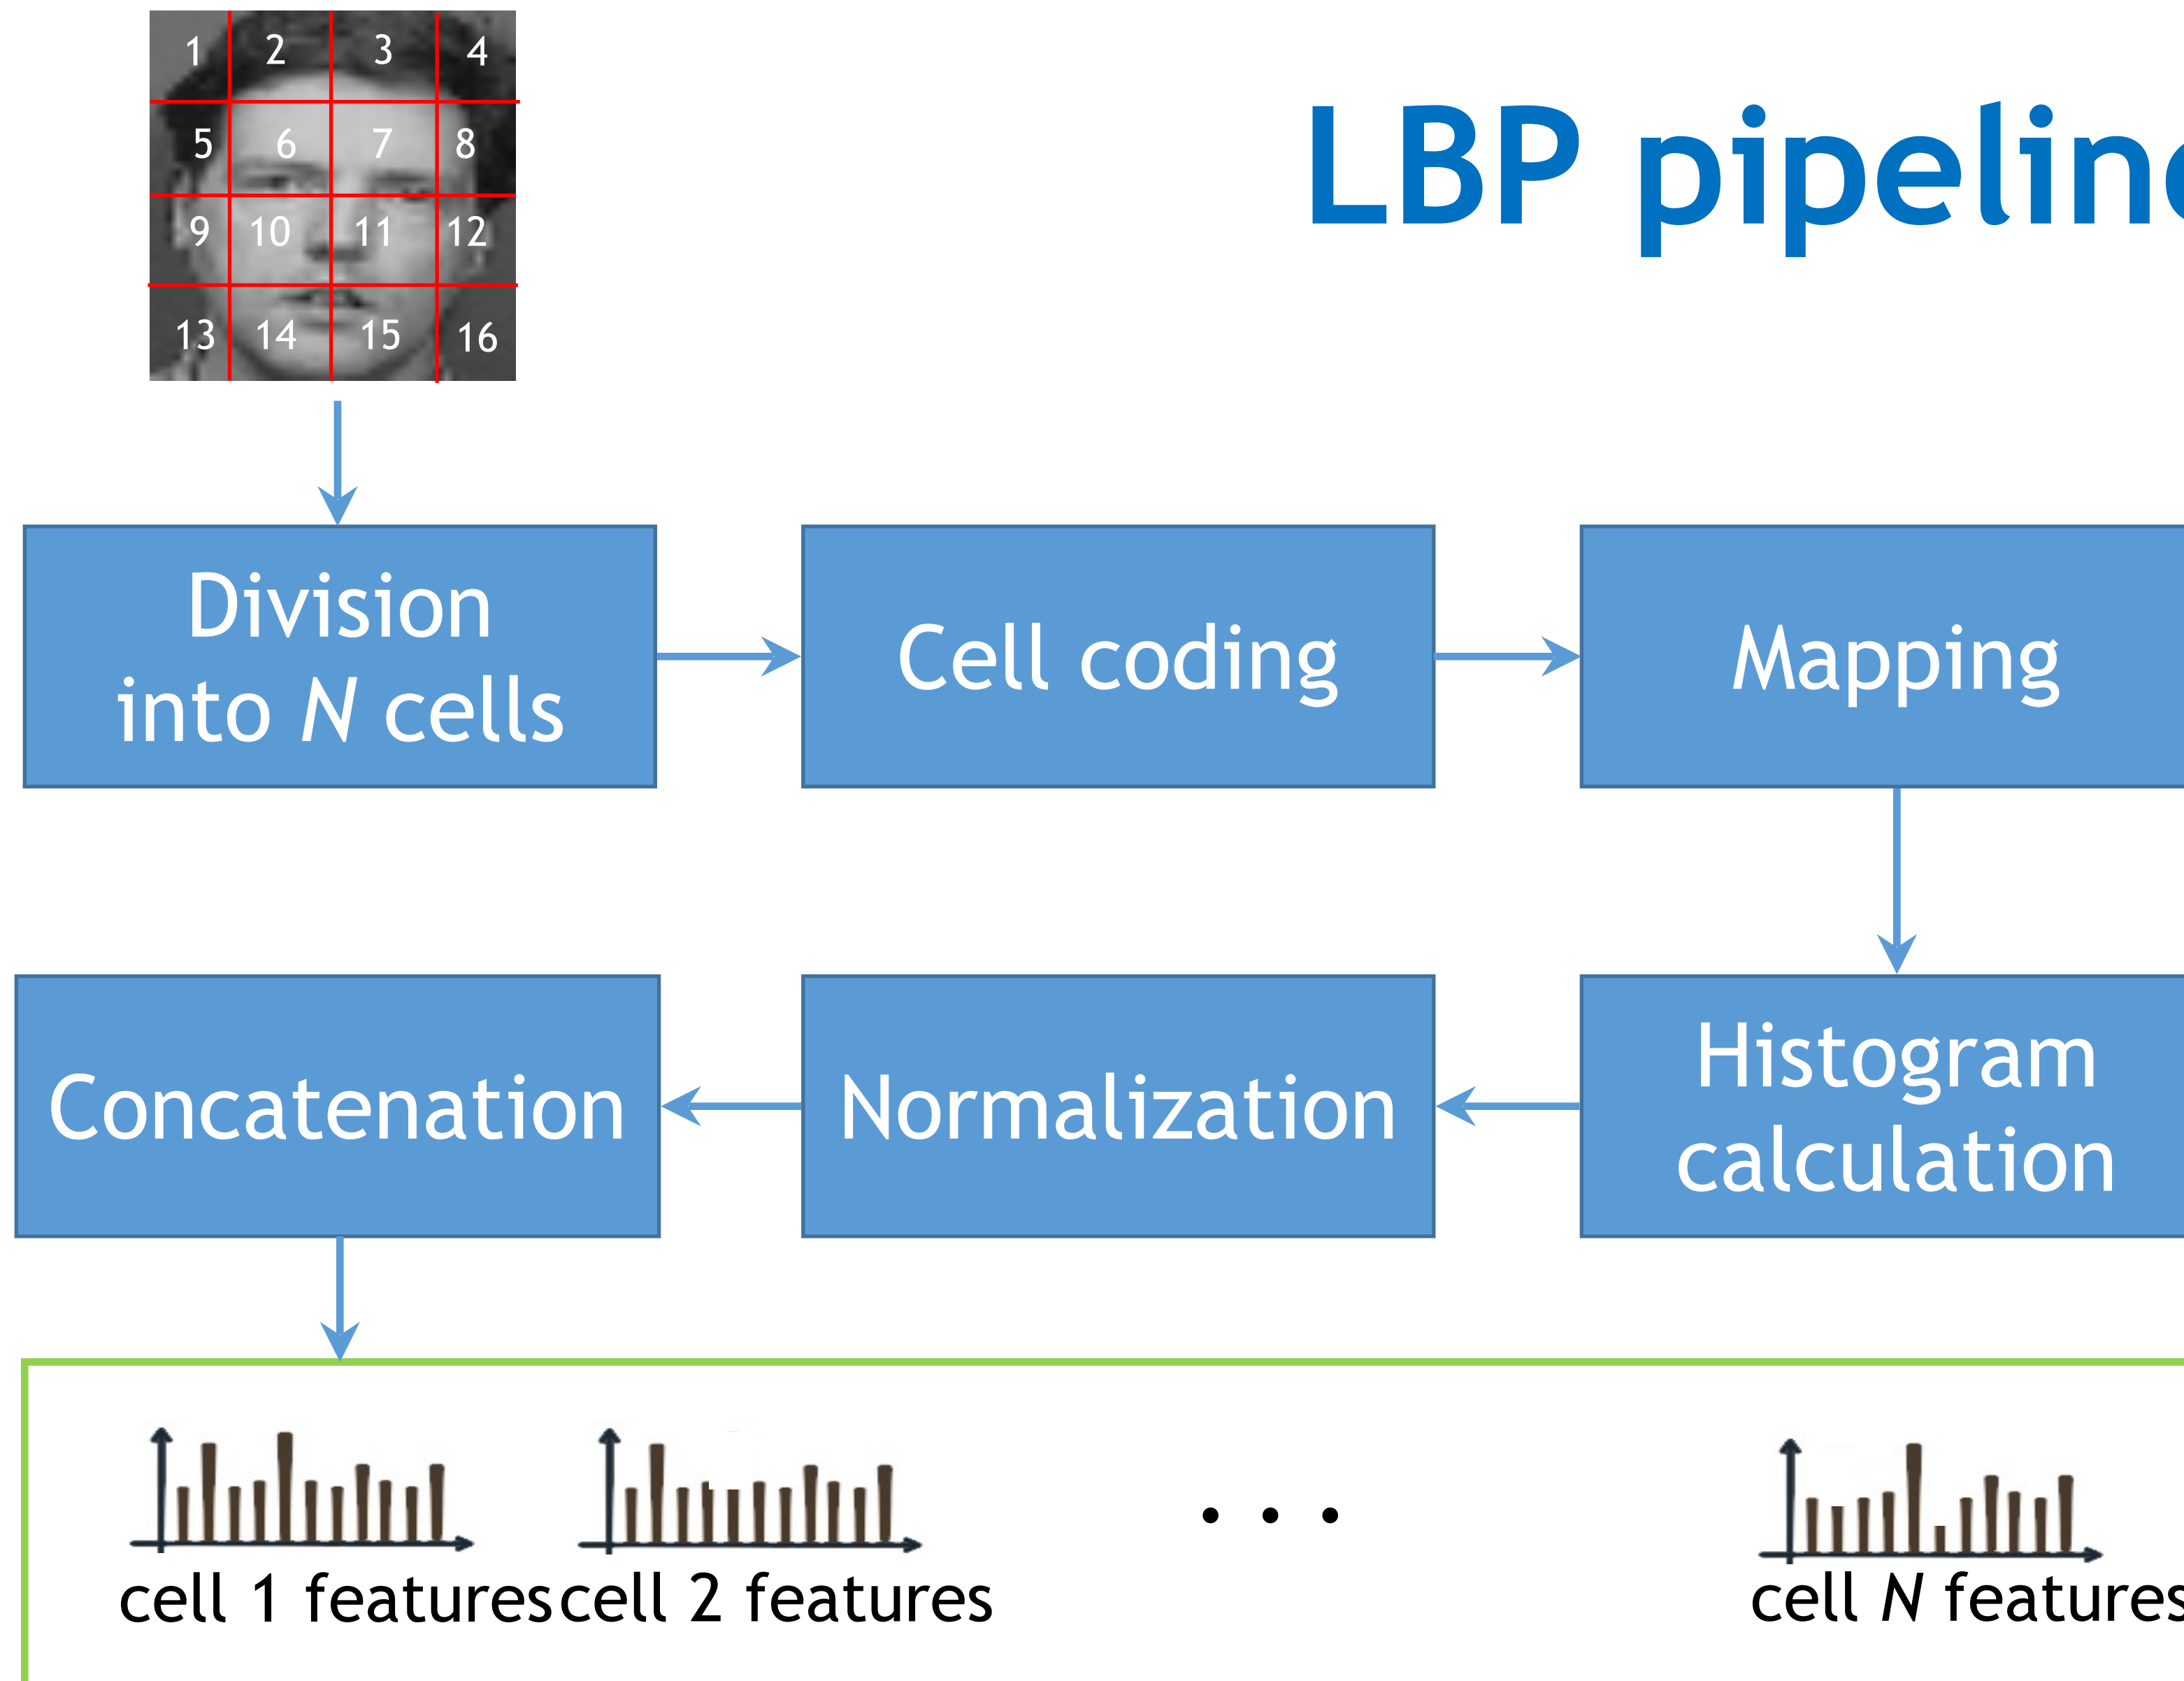 1 2 3 4
LBP pipeline
5 6 7 8
9 10 11 12
13 14 15 16
Division
into N cells
Cell coding
Mapping
Concatenation
Normalization
Histogram
calculation
. . .
cell 1 features
cell 2 features
cell N features